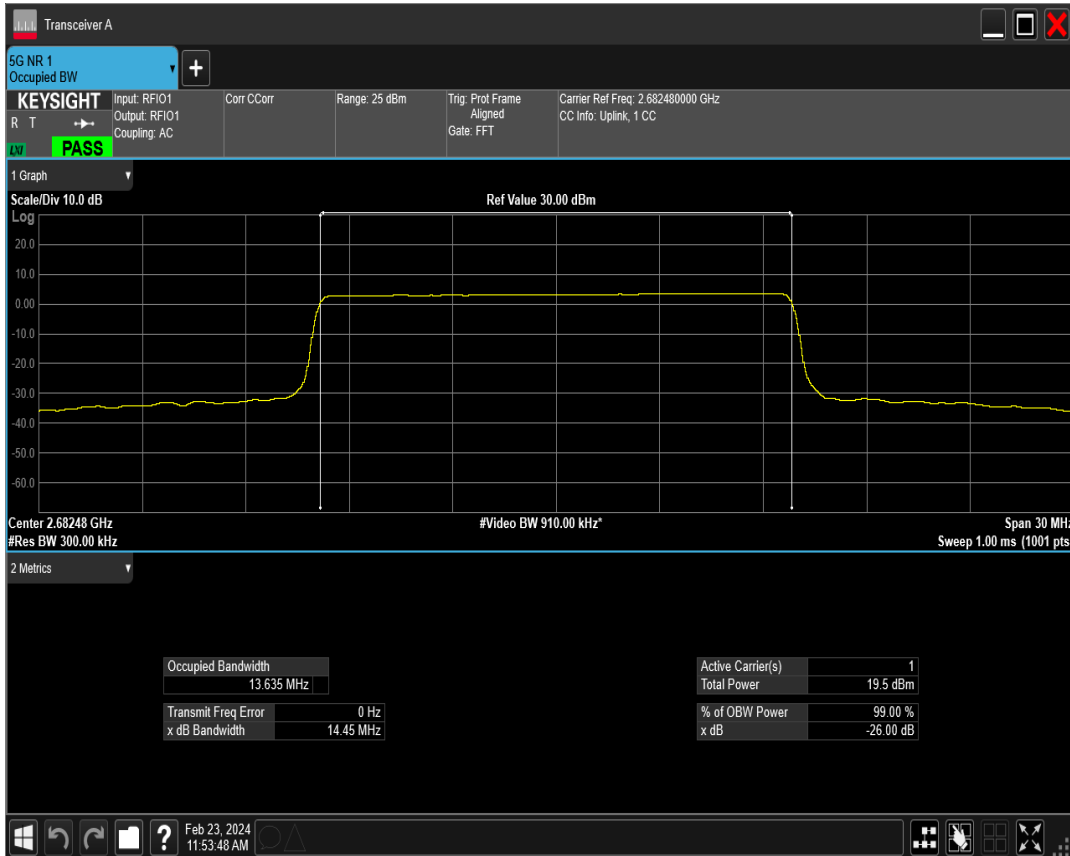 Transceiver A
5G NR 1
Occupied BW
KEYSIGHT
R T
LXI
PASS
Input: RFIO1
Output: RFIO1
Coupling: AC
Corr CCorr
Range: 25 dBm
Trig: Prot Frame
Aligned
Gate: FFT
Carrier Ref Freq: 2.682480000 GHz
CC Info: Uplink, 1 CC
1 Graph
Scale/Div 10.0 dB
Ref Value 30.00 dBm
Log
20.0
10.0
0.00
-10.0
-20.0
-30.0
-40.0
-50.0
-60.0
Center 2.68248 GHz
#Video BW 910.00 kHz*
Span 30 MHz
#Res BW 300.00 kHz
Sweep 1.00 ms (1001 pts
2 Metrics
Occupied Bandwidth
13.635 MHz
Transmit Freq Error 0 Hz
x dB Bandwidth 14.45 MHz
Active Carrier(s) 1
Total Power 19.5 dBm
% of OBW Power 99.00 %
x dB -26.00 dB
?
Feb 23, 2024
11:53:48 AM